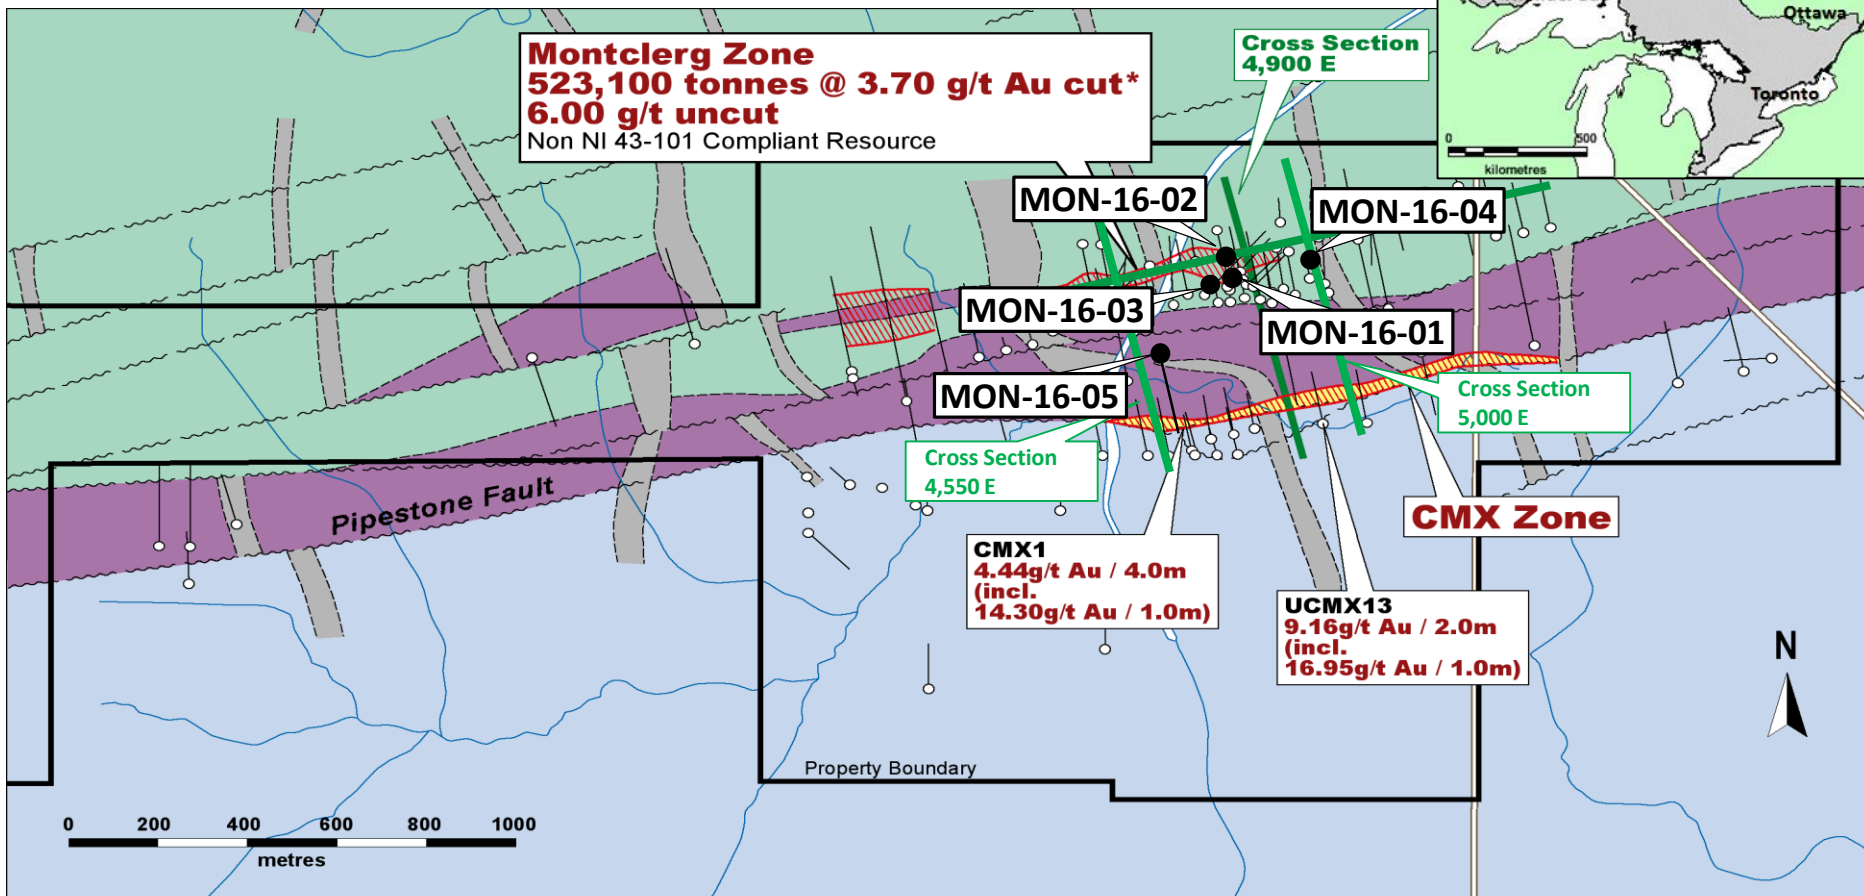 Ottawa
Toronto
0
500
kilometres
Montclerg Zone
523,100 tonnes @ 3.70 g/t Au cut*
6.00 g/t uncut
Non NI 43-101 Compliant Resource
Cross Section
4,900 E
MON-16-02
MON-16-04
MON-16-03
MON-16-01
MON-16-05
Cross Section
5,000 E
Cross Section
4,550 E
Pipestone Fault
CMX Zone
CMX1
4.44g/t Au / 4.0m
(incl.
14.30g/t Au / 1.0m)
UCMX13
9.16g/t Au / 2.0m
(incl.
16.95g/t Au / 1.0m)
N
Property Boundary
0 200 400 600 800 1000
metres